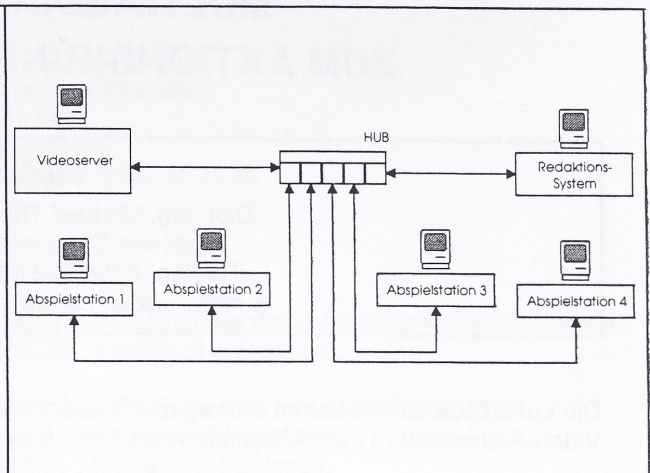 HUB
Videoserver
Redaktions-
System
Abspielstation 1
Abspielstation 2
Abspielstation 3
Abspielstation 4